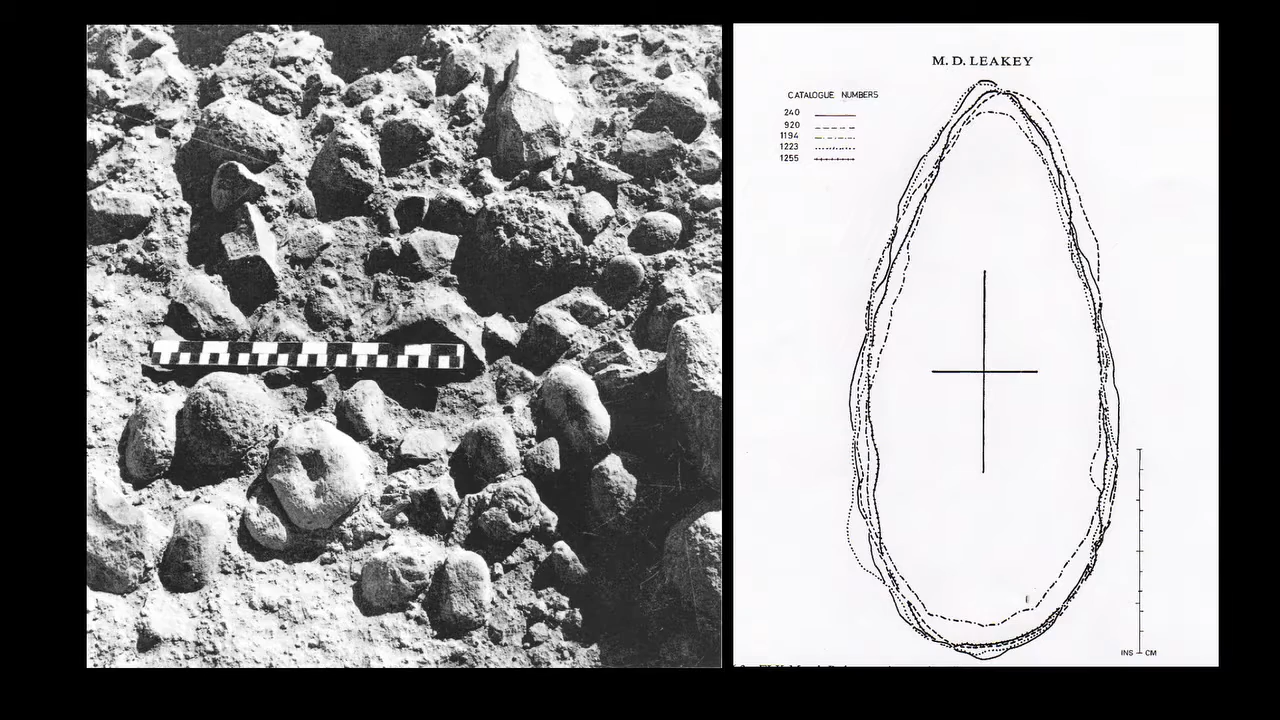 M. D. LEAKEY
CATALOGUE NUMBERS
240
920
1194
1223
1255
INS CM